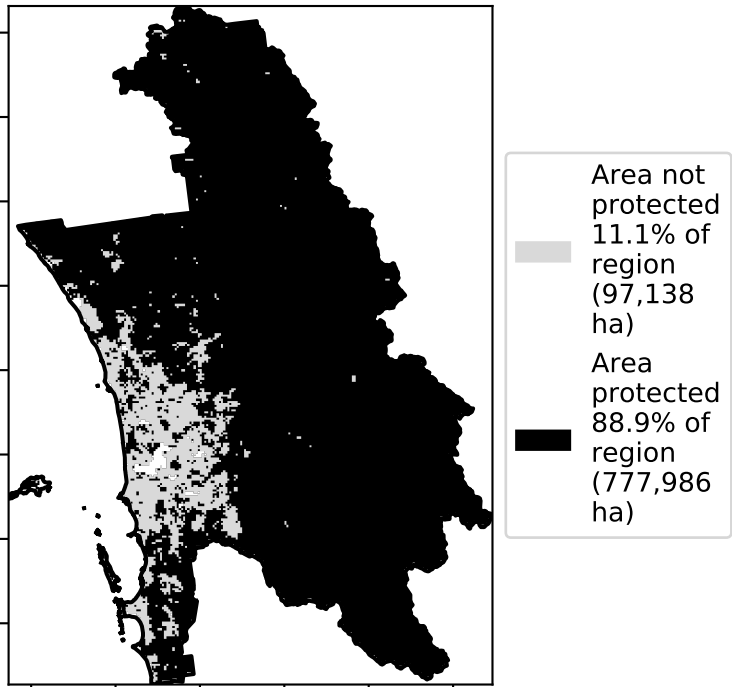 Area not
protected
11.1% of
region
(97,138
ha)
Area
protected
88.9% of
region
(777,986
ha)